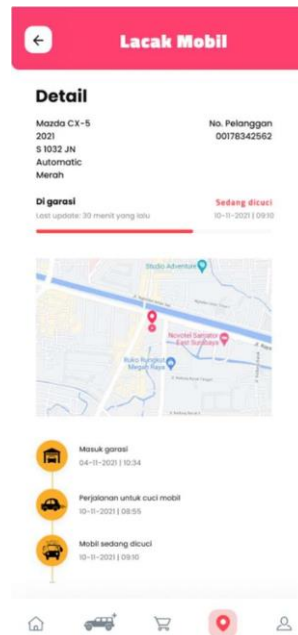 Lacak Mobil
Detail
Mazda CX-5
2021
S 1032 JN
Automatic
Merah
No. Pelanggan
00178342562
Di garasi
Last update: 30 menit yang lalu
Sedang dicuci
10-11-2021 | 09:10
Studio Adventure
Novotel Samator
East Surabaya
Ruko Rungkut
Megah Raya
Masuk garasi
04-11-2021 | 10:34
Perjalanan untuk cuci mobil
10-11-2021 | 08:55
Mobil sedang dicuci
10-11-2021 | 09:10